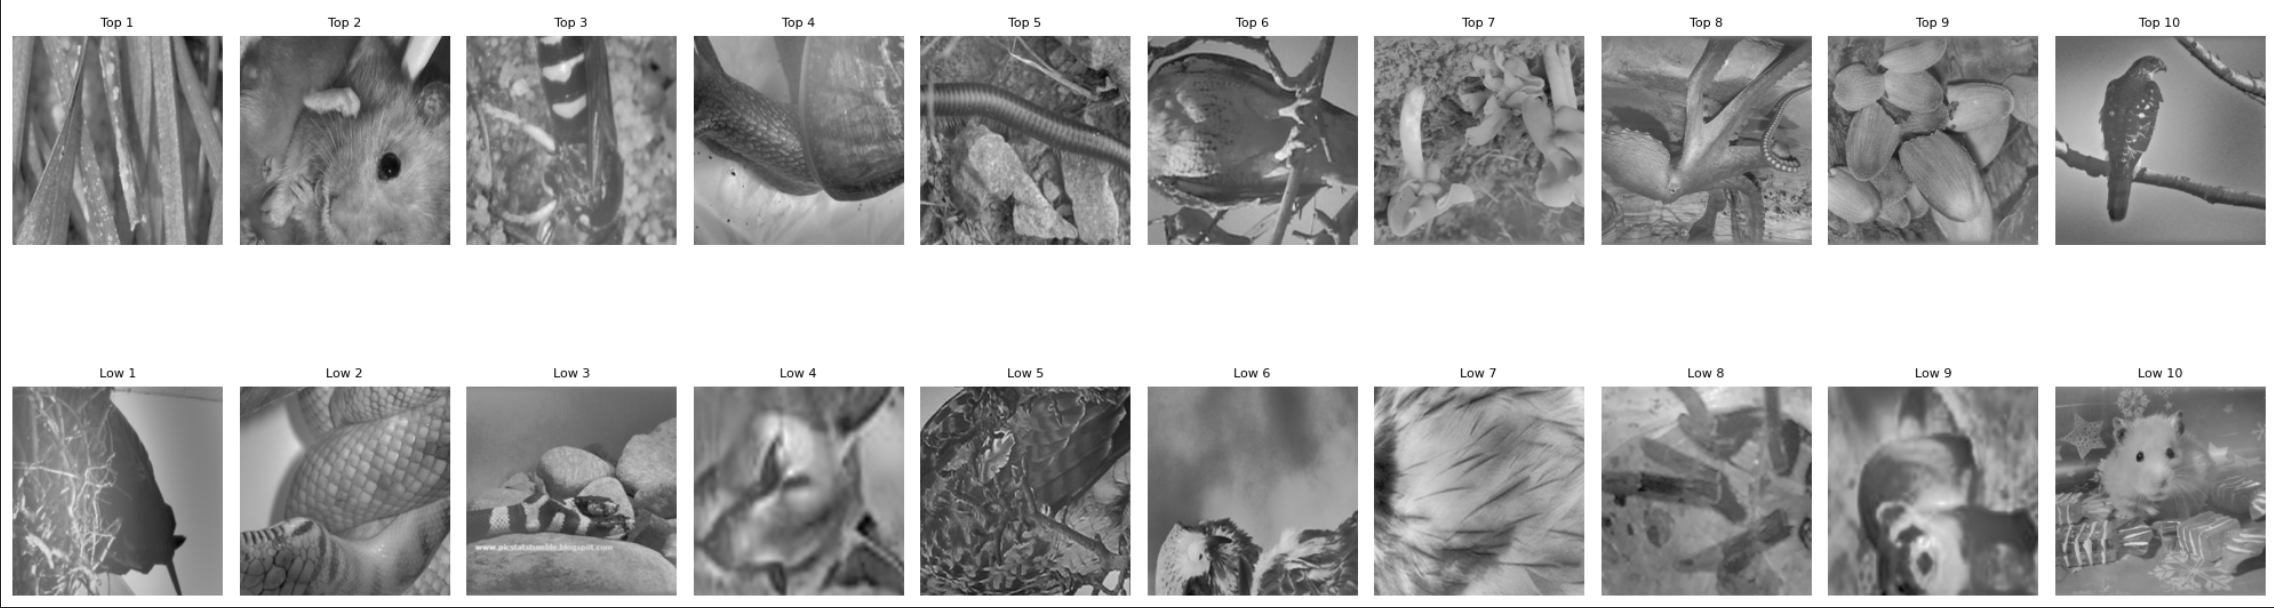 Top 1
Top 2
Top 3
Top 4
Top 5
Top 6
Top 7
Top 8
Top 9
Top 10
Low 1
Low 2
Low 3
Low 4
Low 5
Low 6
Low 7
Low 8
Low 9
Low 10
www.picstatstumble.blogspot.com